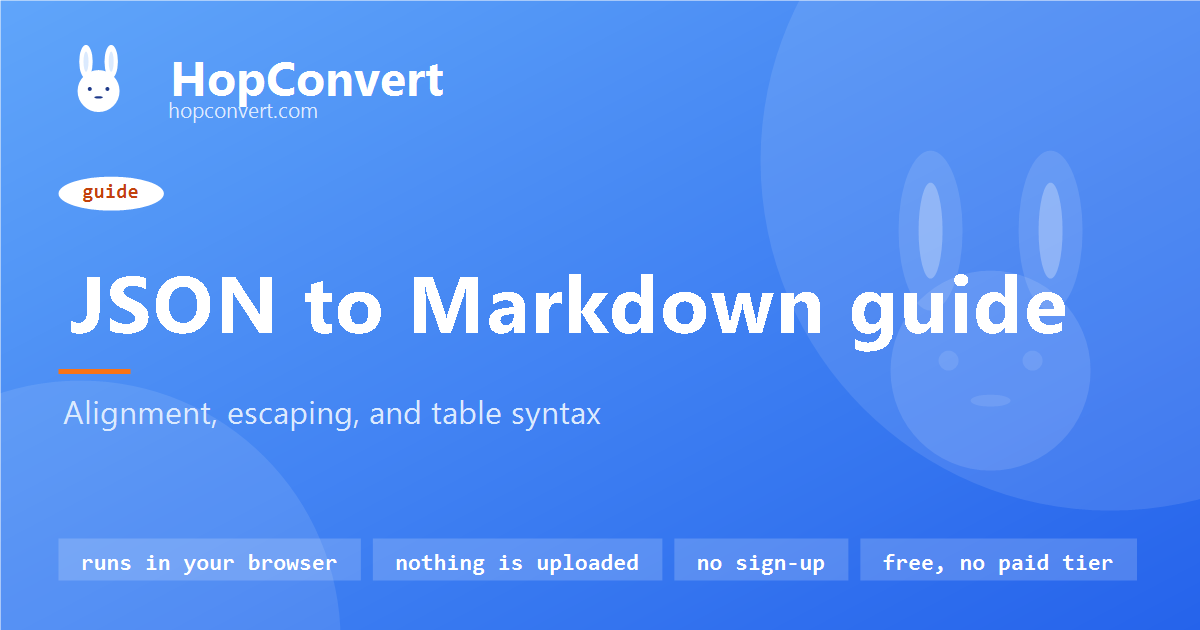 HopConvert
hopconvert.com
guide
JSON to Markdown guide
Alignment, escaping, and table syntax
runs in your browser
nothing is uploaded
no sign-up
free, no paid tier